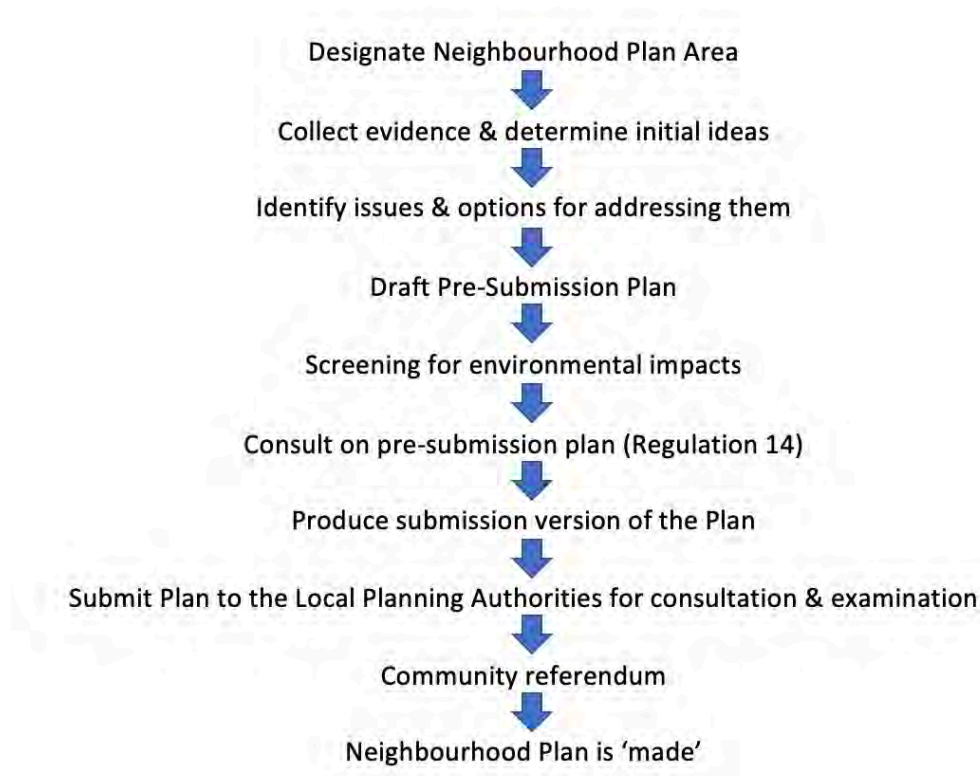 Designate Neighbourhood Plan Area
Collect evidence & determine initial ideas
Identify issues & options for addressing them
Draft Pre-Submission Plan
Screening for environmental impacts
Consult on pre-submission plan (Regulation 14)
Produce submission version of the Plan
Submit Plan to the Local Planning Authorities for consultation & examination
Community referendum
Neighbourhood Plan is ‘made’